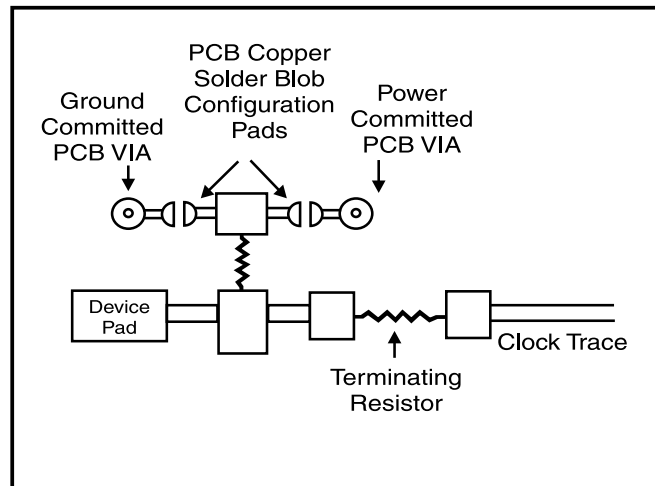 PCB Copper
Solder Blob
Configuration
Pads
Ground
Committed
PCB VIA
Power
Committed
PCB VIA
Device
Pad
Clock Trace
Terminating
Resistor